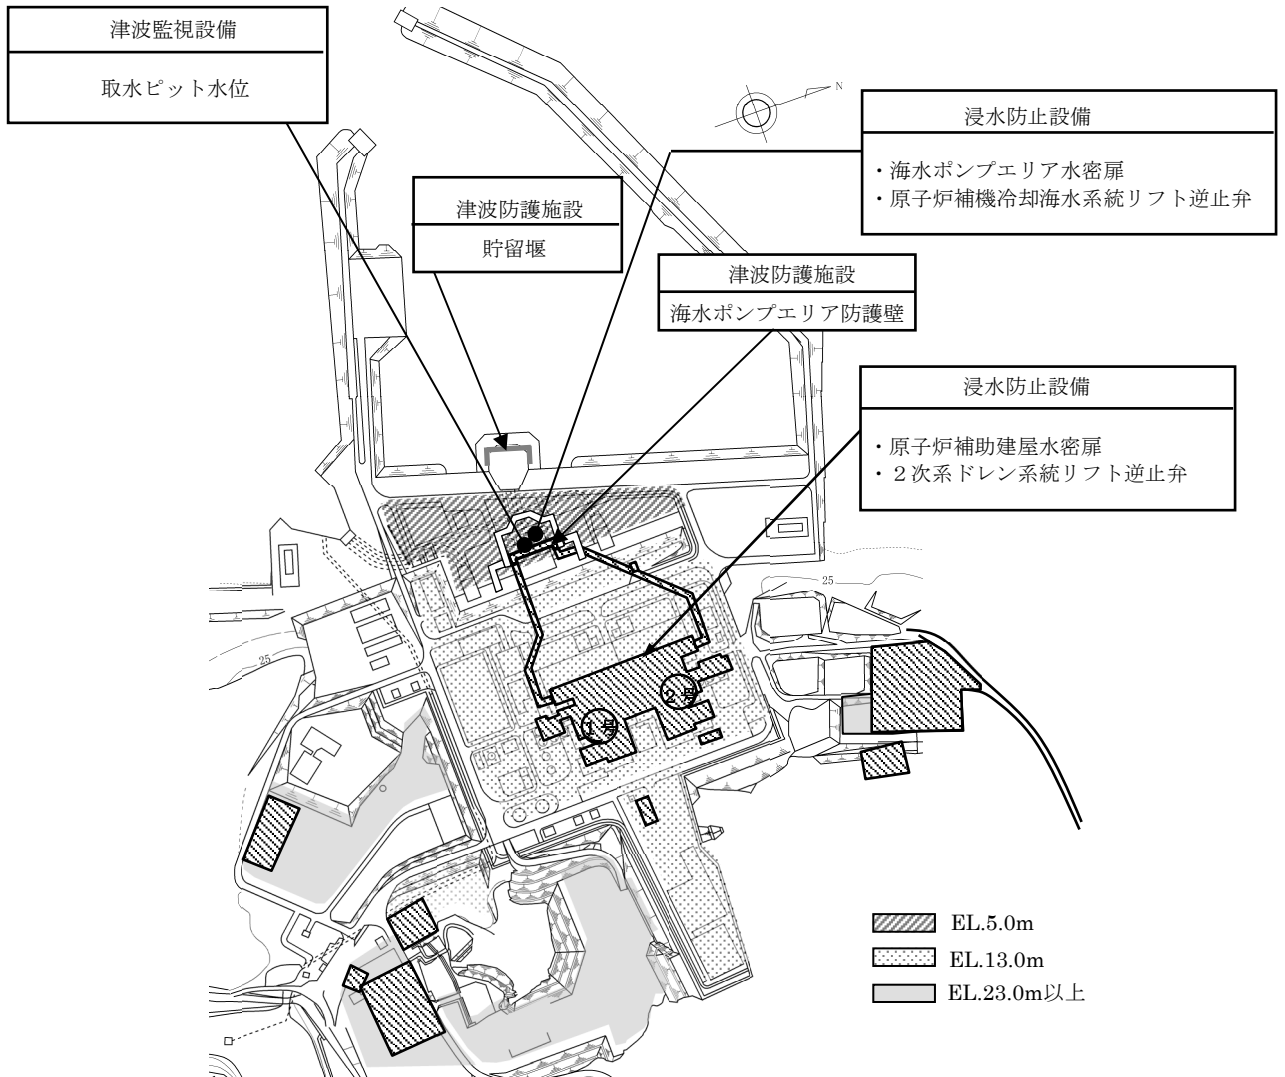 津波監視設備
取水ピット水位
N
浸水防止設備
・海水ポンプエリア水密扉
・原子炉補機冷却海水系統リフト逆止弁
津波防護施設
貯留堰
津波防護施設
海水ポンプエリア防護壁
浸水防止設備
・原子炉補助建屋水密扉
・２次系ドレン系統リフト逆止弁
25
25
２号
１号
EL.5.0m
EL.13.0m
EL.23.0m以上